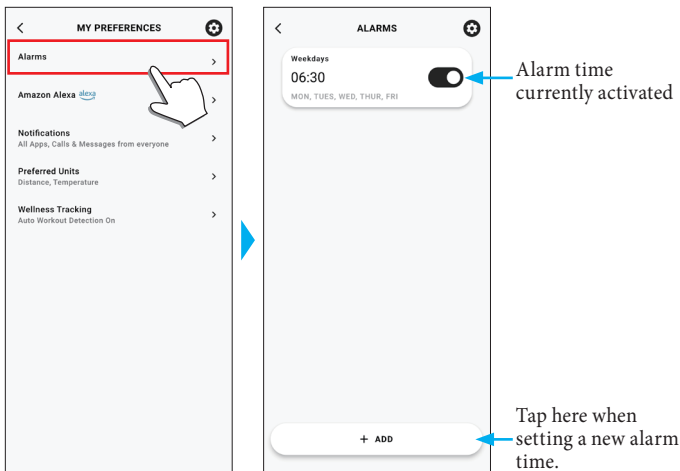 MY PREFERENCES
Alarms
Amazon Alexa alexa
Notifications
All Apps, Calls & Messages from everyone
Preferred Units
Distance, Temperature
Wellness Tracking
Auto Workout Detection On
ALARMS
Weekdays
06:30
MON, TUES, WED, THUR, FRI
+ ADD
Alarm time
currently activated
Tap here when
setting a new alarm
time.